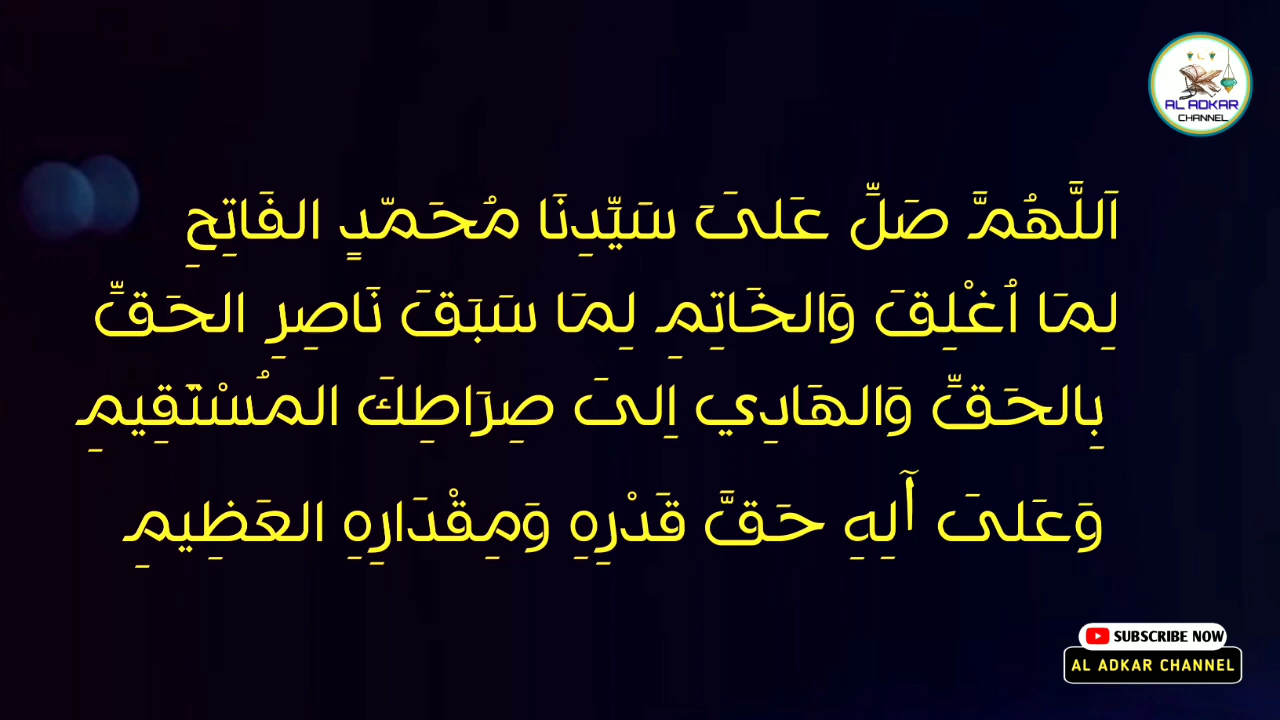 AL ADKAR
CHANNEL
اَللَّهُمَّ صَلِّ عَلىَ سَيِّدِنَا مُحَمّدٍ الفَاتِحِ
لِمَا اُغْلِقَ وَالخَاتِمِ لِمَا سَبَقَ نَاصِرِ الحَقِّ
بِالحَقِّ وَالهَادِي اِلىَ صِرَاطِكَ المُسْتَقِيمِ
وَعَلىَ أَلِهِ حَقَّ قَدْرِهِ وَمِقْدَارِهِ العَظِيمِ
SUBSCRIBE NOW
AL ADKAR CHANNEL